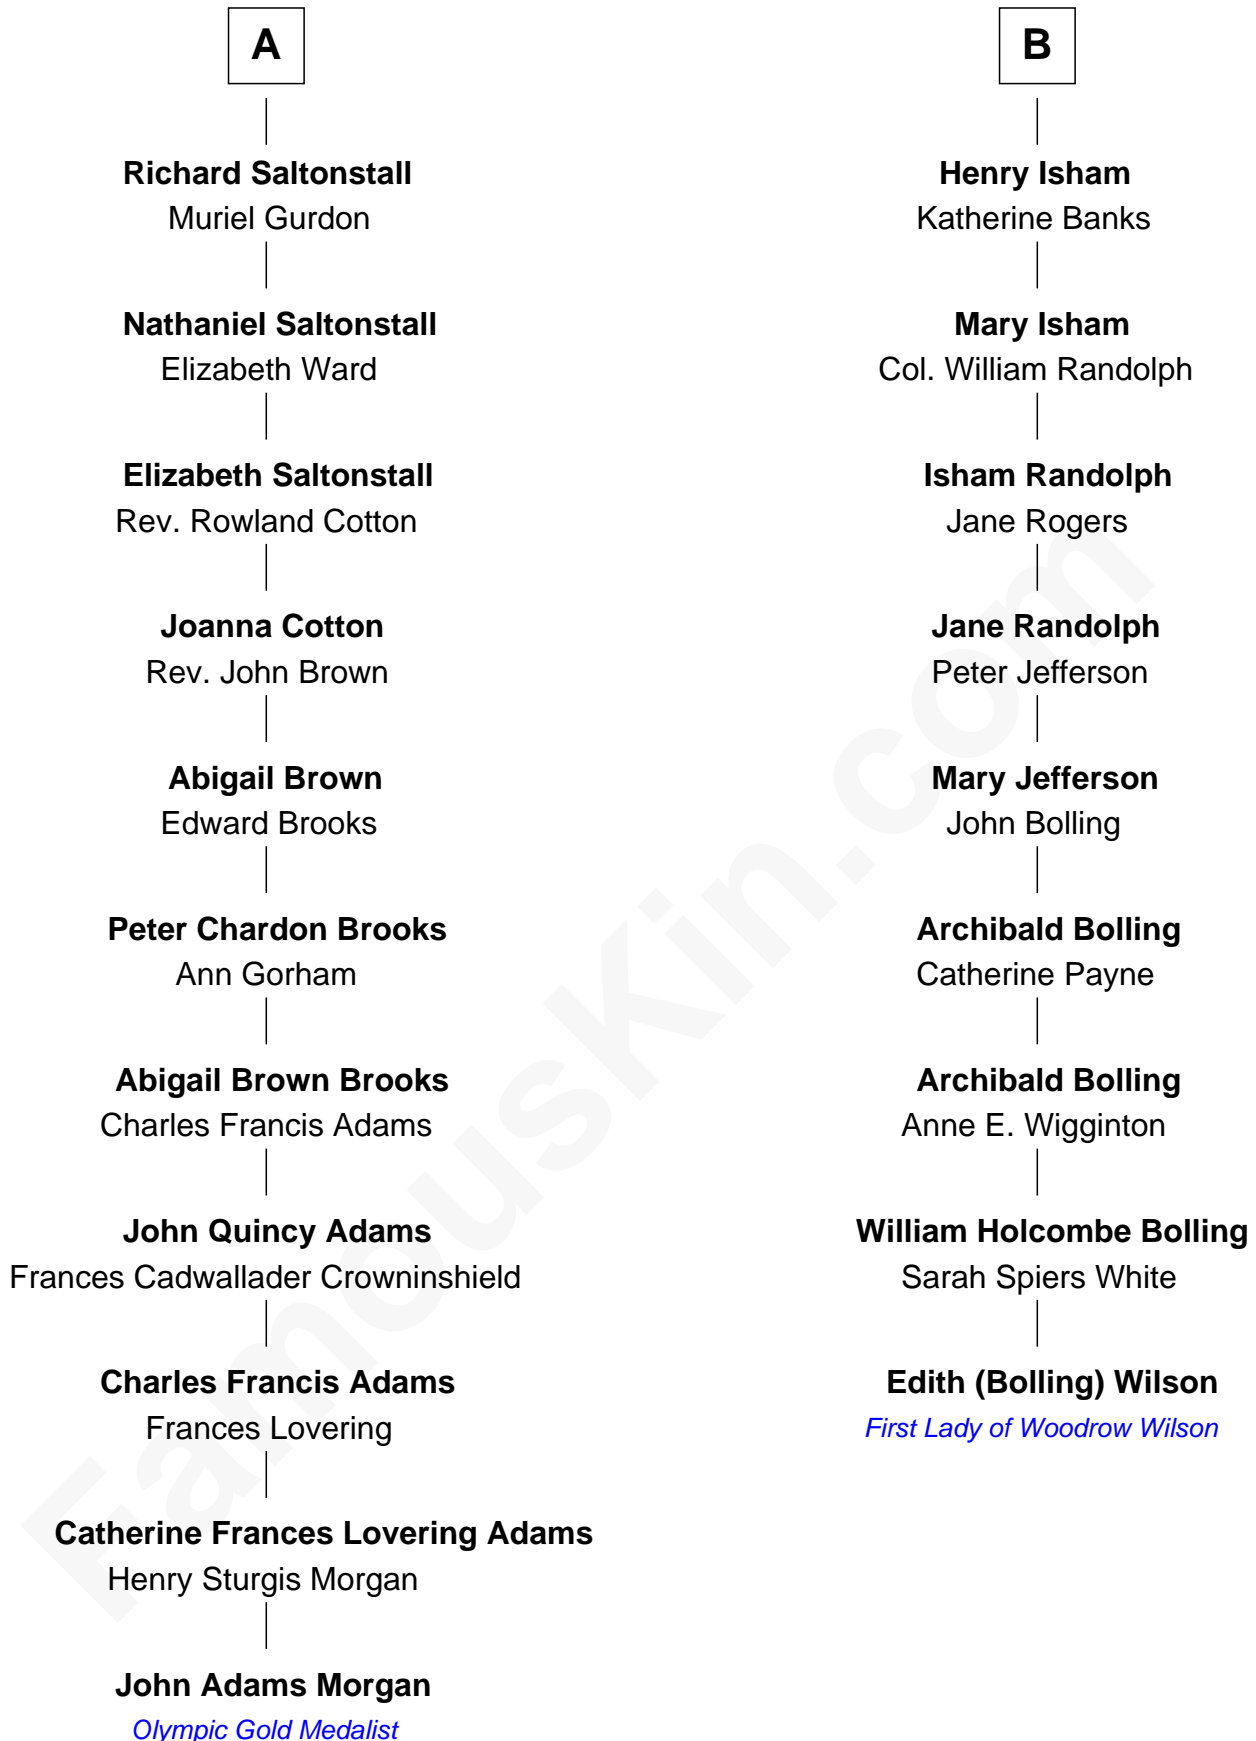 A
Richard Saltonstall
Muriel Gurdon
Nathaniel Saltonstall
Elizabeth Ward
Elizabeth Saltonstall
Rev. Rowland Cotton
Joanna Cotton
Rev. John Brown
Abigail Brown
Edward Brooks
Peter Chardon Brooks
Ann Gorham
Abigail Brown Brooks
Charles Francis Adams
John Quincy Adams
Frances Cadwallader Crowninshield
Charles Francis Adams
Frances Lovering
Catherine Frances Lovering Adams
Henry Sturgis Morgan
John Adams Morgan
Olympic Gold Medalist
B
Henry Isham
Katherine Banks
Mary Isham
Col. William Randolph
Isham Randolph
Jane Rogers
Jane Randolph
Peter Jefferson
Mary Jefferson
John Bolling
Archibald Bolling
Catherine Payne
Archibald Bolling
Anne E. Wigginton
William Holcombe Bolling
Sarah Spiers White
Edith (Bolling) Wilson
First Lady of Woodrow Wilson
FamousKin.com